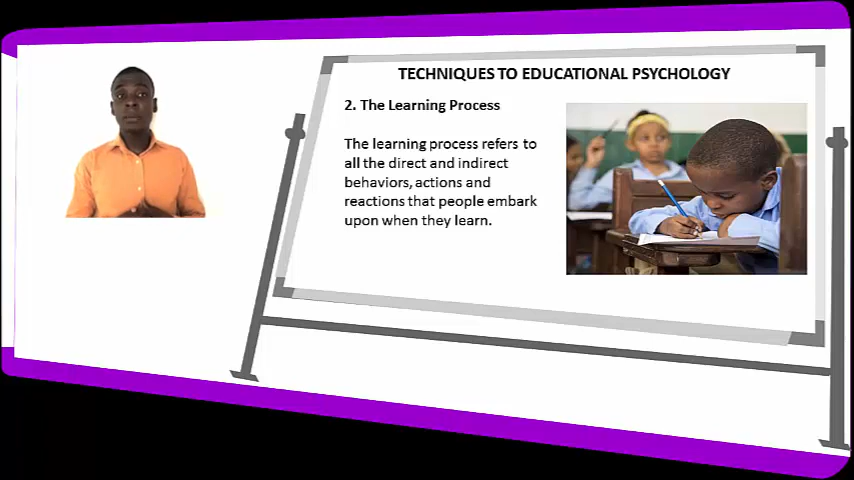 TECHNIQUES TO EDUCATIONAL PSYCHOLOGY
2. The Learning Process
The learning process refers to
all the direct and indirect
behaviors, actions and
reactions that people embark
upon when they learn.